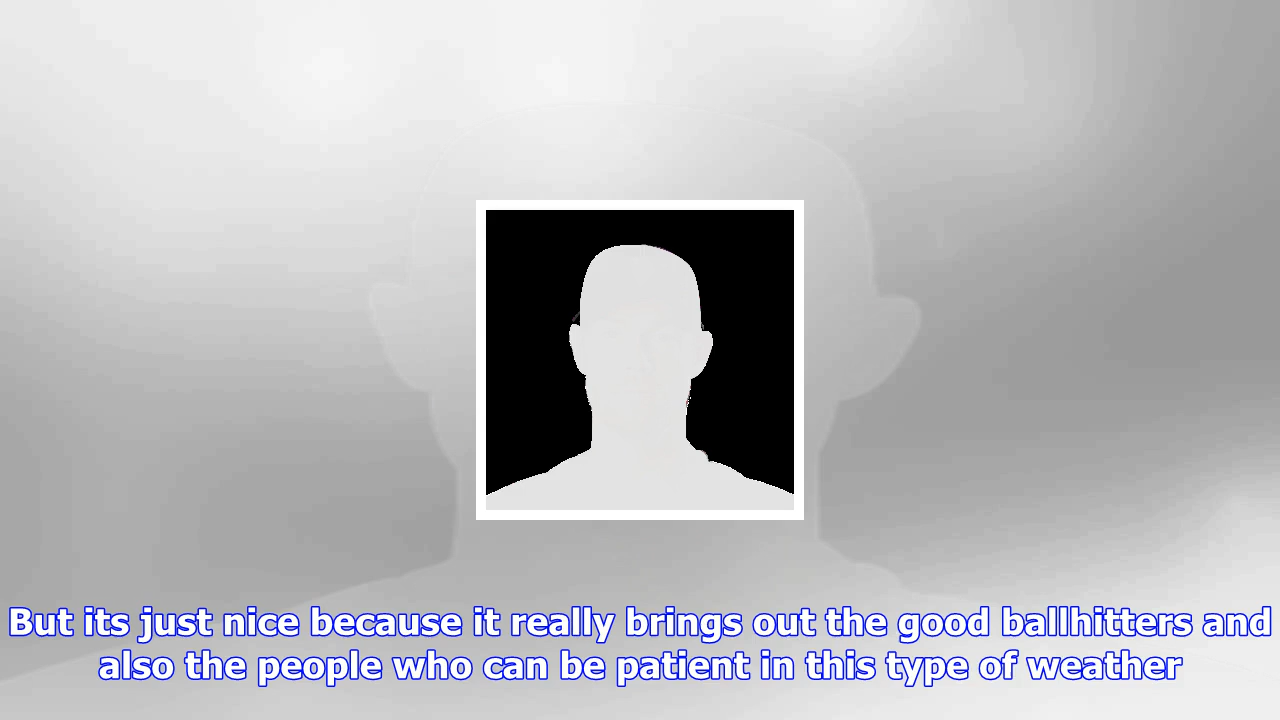 But its just nice because it really brings out the good ballhitters and
also the people who can be patient in this type of weather